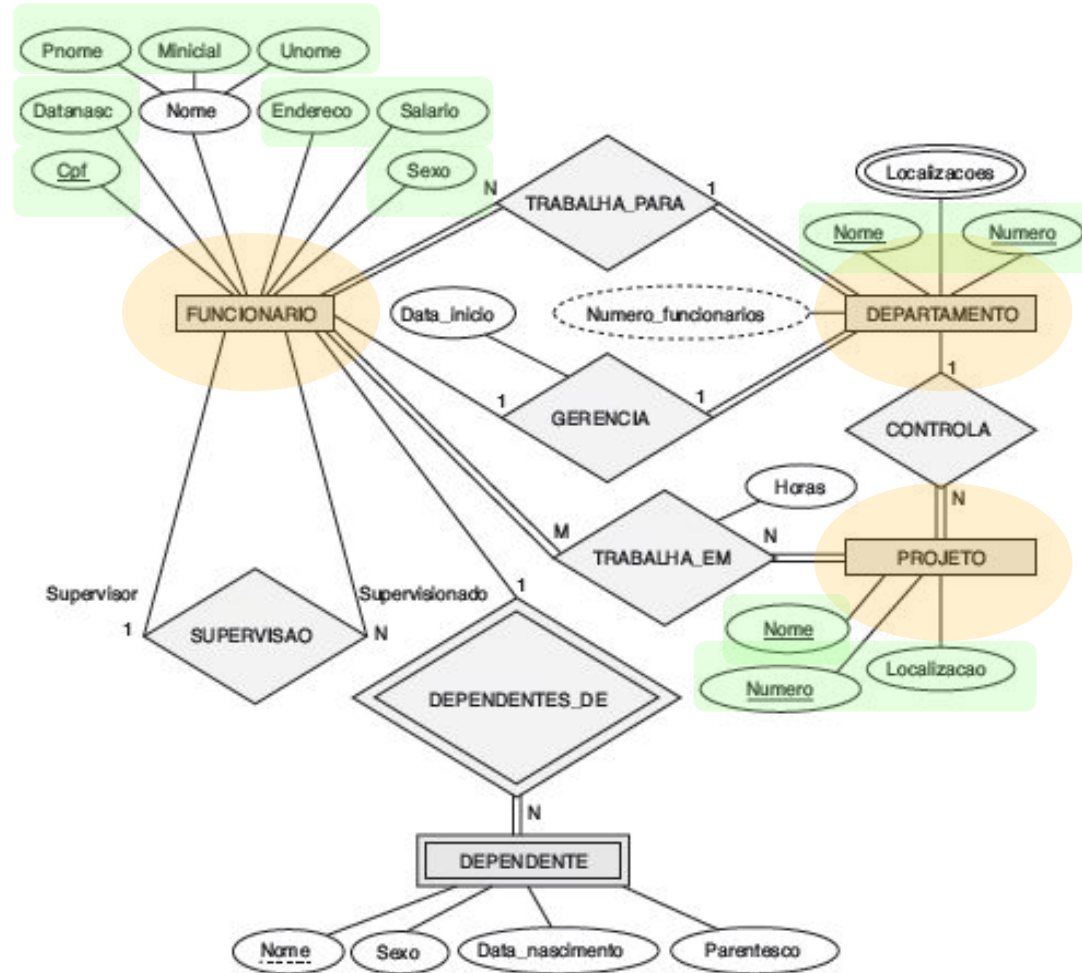 Pnome
Minicial
Unome
Datanasc
Nome
Endereco
Salario
Cpf
Sexo
N
TRABALHA_PARA
1
Localizacoes
Nome
Numero
FUNCIONARIO
Data_inicio
Numero_funcionarios
DEPARTAMENTO
1
GERENCIA
1
1
CONTROLA
N
Horas
M
TRABALHA_EM
N
PROJETO
Nome
Numero
Localizacao
Supervisor
1
SUPERVISAO
Supervisionado
N
1
DEPENDENTES_DE
N
DEPENDENTE
Nome
Sexo
Data_nascimento
Parentesco